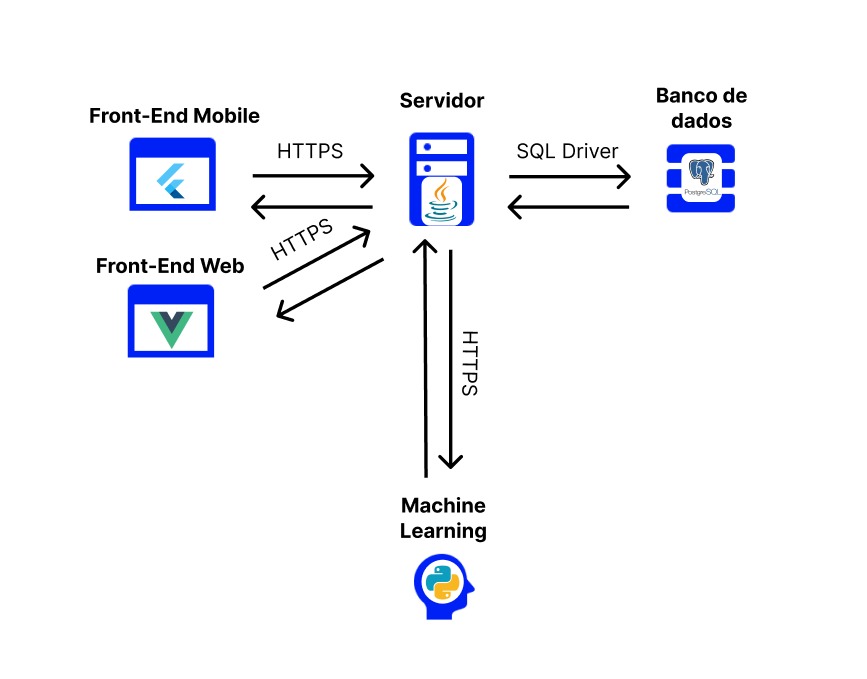 Front-End Mobile
HTTPS
Servidor
SQL Driver
Banco de
dados
PostgreSQL
Front-End Web
HTTPS
HTTPS
Machine
Learning